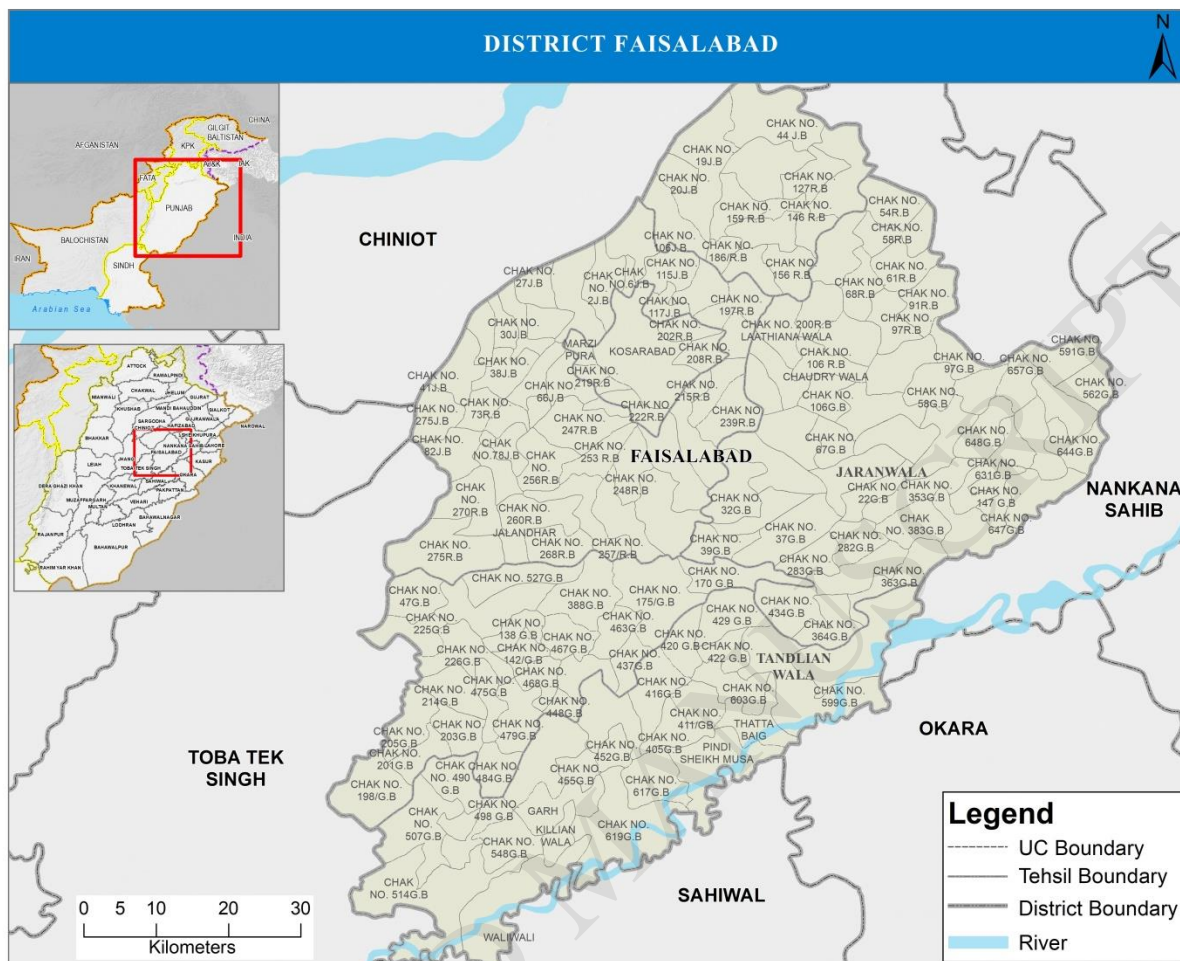 DISTRICT FAISALABAD
N
CHINA
GILGIT
BALTISTAN
AFGANISTAN
KPK
AJ&K
IAK
FATA
PUNJAB
BALOCHISTAN
INDIA
IRAN
SINDH
Arabian Sea
ATTOCK
RAWALPINDI
CHAKWAL
JHELUM
GUJRAT
MIANWALI
KHUSHAB
MANDI BAHAUDDIN
SIALKOT
SARGODHA
GUJRANWALA
NAROWAL
CHINIOT
HAFIZABAD
SHEIKHUPURA
BHAKKAR
NANKANA SAHIB
LAHORE
FAISALABAD
JHANG
KASUR
LEIAH
TOBA TEK SINGH
OKARA
DERA GHAZI KHAN
KHANEWAL
SAHIWAL
PAKPATTAN
MUZAFFARGARH
MULTAN
VEHARI
LODHRAN
BAHAWALNAGAR
RAJANPUR
BAHAWALPUR
RAHIM YAR KHAN
CHINIOT
NANKANA
SAHIB
OKARA
SAHIWAL
TOBA TEK
SINGH
CHAK NO.
44 J.B
CHAK NO.
19J.B
CHAK NO.
20J.B
CHAK NO.
127R.B
CHAK NO.
159 R.B
CHAK NO.
146 R.B
CHAK NO.
54R.B
CHAK NO.
58R.B
CHAK NO.
106J.B
CHAK NO.
186/R.B
CHAK NO.
156 R.B
CHAK NO.
61R.B
CHAK NO.
68R.B
CHAK NO.
91R.B
CHAK NO.
97R.B
CHAK NO.
27J.B
CHAK
NO.
2J.B
CHAK
NO.6J.B
CHAK NO.
115J.B
CHAK NO.
117J.B
CHAK NO.
197R.B
CHAK NO.
30J.B
MARZI
PURA
CHAK NO.
202R.B
KOSARABAD
CHAK NO.
208R.B
CHAK NO. 200R.B
LAATHIANA WALA
CHAK NO.
106 R.B
CHAUDRY WALA
CHAK NO.
97G.B
CHAK NO.
657G.B
CHAK NO.
591G.B
CHAK NO.
562G.B
CHAK NO.
38J.B
CHAK NO.
219R.B
CHAK NO.
41J.B
CHAK NO.
66J.B
CHAK NO.
215R.B
CHAK NO.
106G.B
CHAK NO.
58G.B
CHAK NO.
275J.B
CHAK NO.
73R.B
CHAK NO.
222R.B
CHAK NO.
247R.B
CHAK NO.
239R.B
CHAK NO.
82J.B
CHAK
NO.78J.B
CHAK NO.
253 R.B
FAISALABAD
CHAK NO.
67G.B
CHAK NO.
648G.B
CHAK NO.
644G.B
CHAK
NO.
256R.B
CHAK NO.
248R.B
JARANWALA
CHAK NO.
22G.B
CHAK NO.
353G.B
CHAK NO.
631G.B
CHAK NO.
147 G.B
CHAK
NO.
270R.B
CHAK NO.
260R.B
JALANDHAR
CHAK NO.
32G.B
CHAK NO.
37G.B
CHAK
NO.
383G.B
CHAK NO.
647G.B
CHAK NO.
275R.B
CHAK NO.
268R.B
CHAK NO.
257/R.B
CHAK NO.
39G.B
CHAK NO.
282G.B
CHAK NO.
283G.B
CHAK NO.
363G.B
CHAK NO. 527G.B
CHAK NO.
170 G.B
CHAK NO.
47G.B
CHAK NO.
388G.B
CHAK NO.
175/G.B
CHAK NO.
434G.B
CHAK NO.
225G.B
CHAK NO.
138 G.B
CHAK NO.
463G.B
CHAK NO.
429 G.B
CHAK NO.
364G.B
CHAK NO.
226G.B
CHAK NO.
142/G.B
CHAK NO.
467G.B
CHAK NO.
420 G.B
CHAK NO.
422 G.B
TANDLIAN
WALA
CHAK NO.
437G.B
CHAK NO.
475G.B
CHAK NO.
468G.B
CHAK NO.
416G.B
CHAK NO.
603G.B
CHAK NO.
599G.B
CHAK NO.
214G.B
CHAK NO.
448G.B
CHAK NO.
411/GB
THATTA
BAIG
CHAK NO.
205G.B
CHAK NO.
203G.B
CHAK NO.
479G.B
CHAK NO.
452G.B
CHAK NO.
405G.B
PINDI
SHEIKH MUSA
CHAK NO.
201G.B
CHAK
NO. 490
G.B
CHAK NO.
484G.B
CHAK NO.
455G.B
CHAK NO.
617G.B
CHAK NO.
198/G.B
CHAK NO.
498 G.B
GARH
CHAK
NO.
507G.B
KILLIAN
WALA
CHAK NO.
619G.B
CHAK NO.
548G.B
CHAK
NO. 514G.B
WALIWALI
MANUSCRIPT
Legend
UC Boundary
Tehsil Boundary
District Boundary
River
0 5 10 20 30
Kilometers